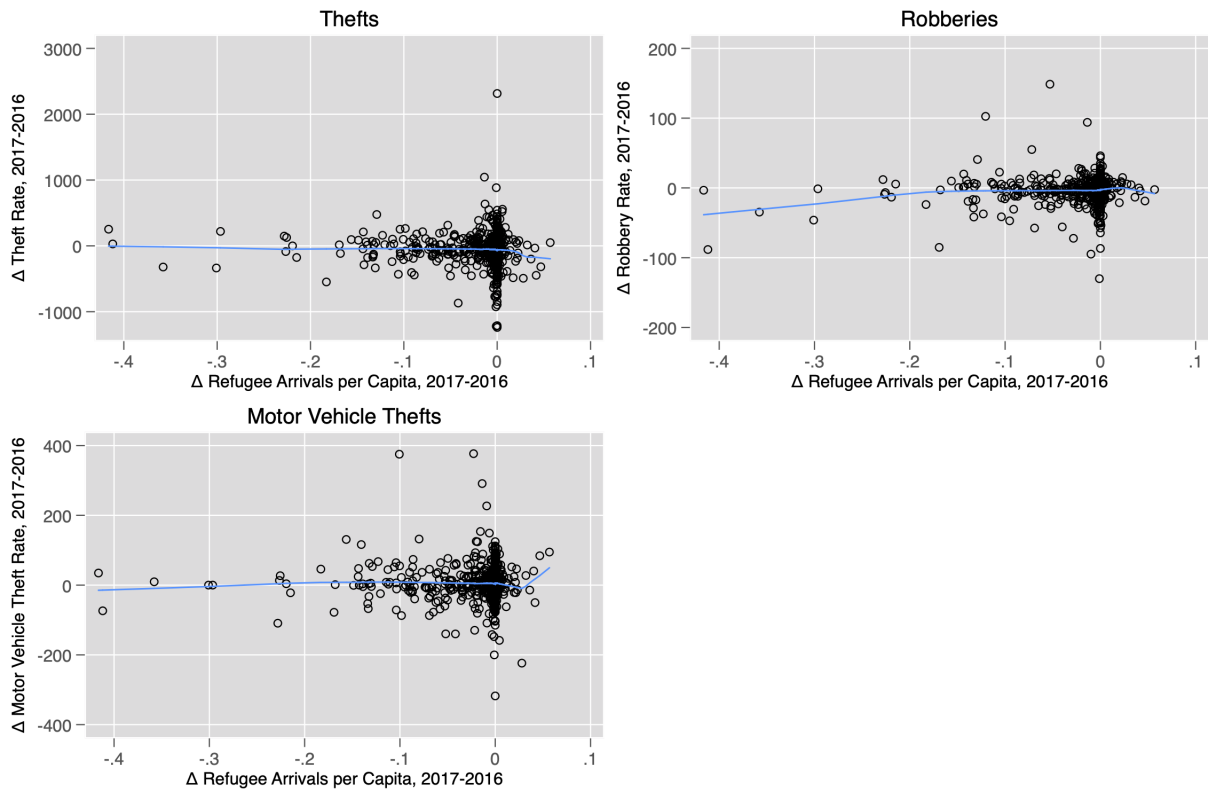 Thefts
Δ Theft Rate, 2017-2016
3000
2000
1000
0
-1000
-.4 -.3 -.2 -.1 0 .1
Δ Refugee Arrivals per Capita, 2017-2016
Robberies
Δ Robbery Rate, 2017-2016
200
100
0
-100
-200
-.4 -.3 -.2 -.1 0 .1
Δ Refugee Arrivals per Capita, 2017-2016
Motor Vehicle Thefts
Δ Motor Vehicle Theft Rate, 2017-2016
400
200
0
-200
-400
-.4 -.3 -.2 -.1 0 .1
Δ Refugee Arrivals per Capita, 2017-2016